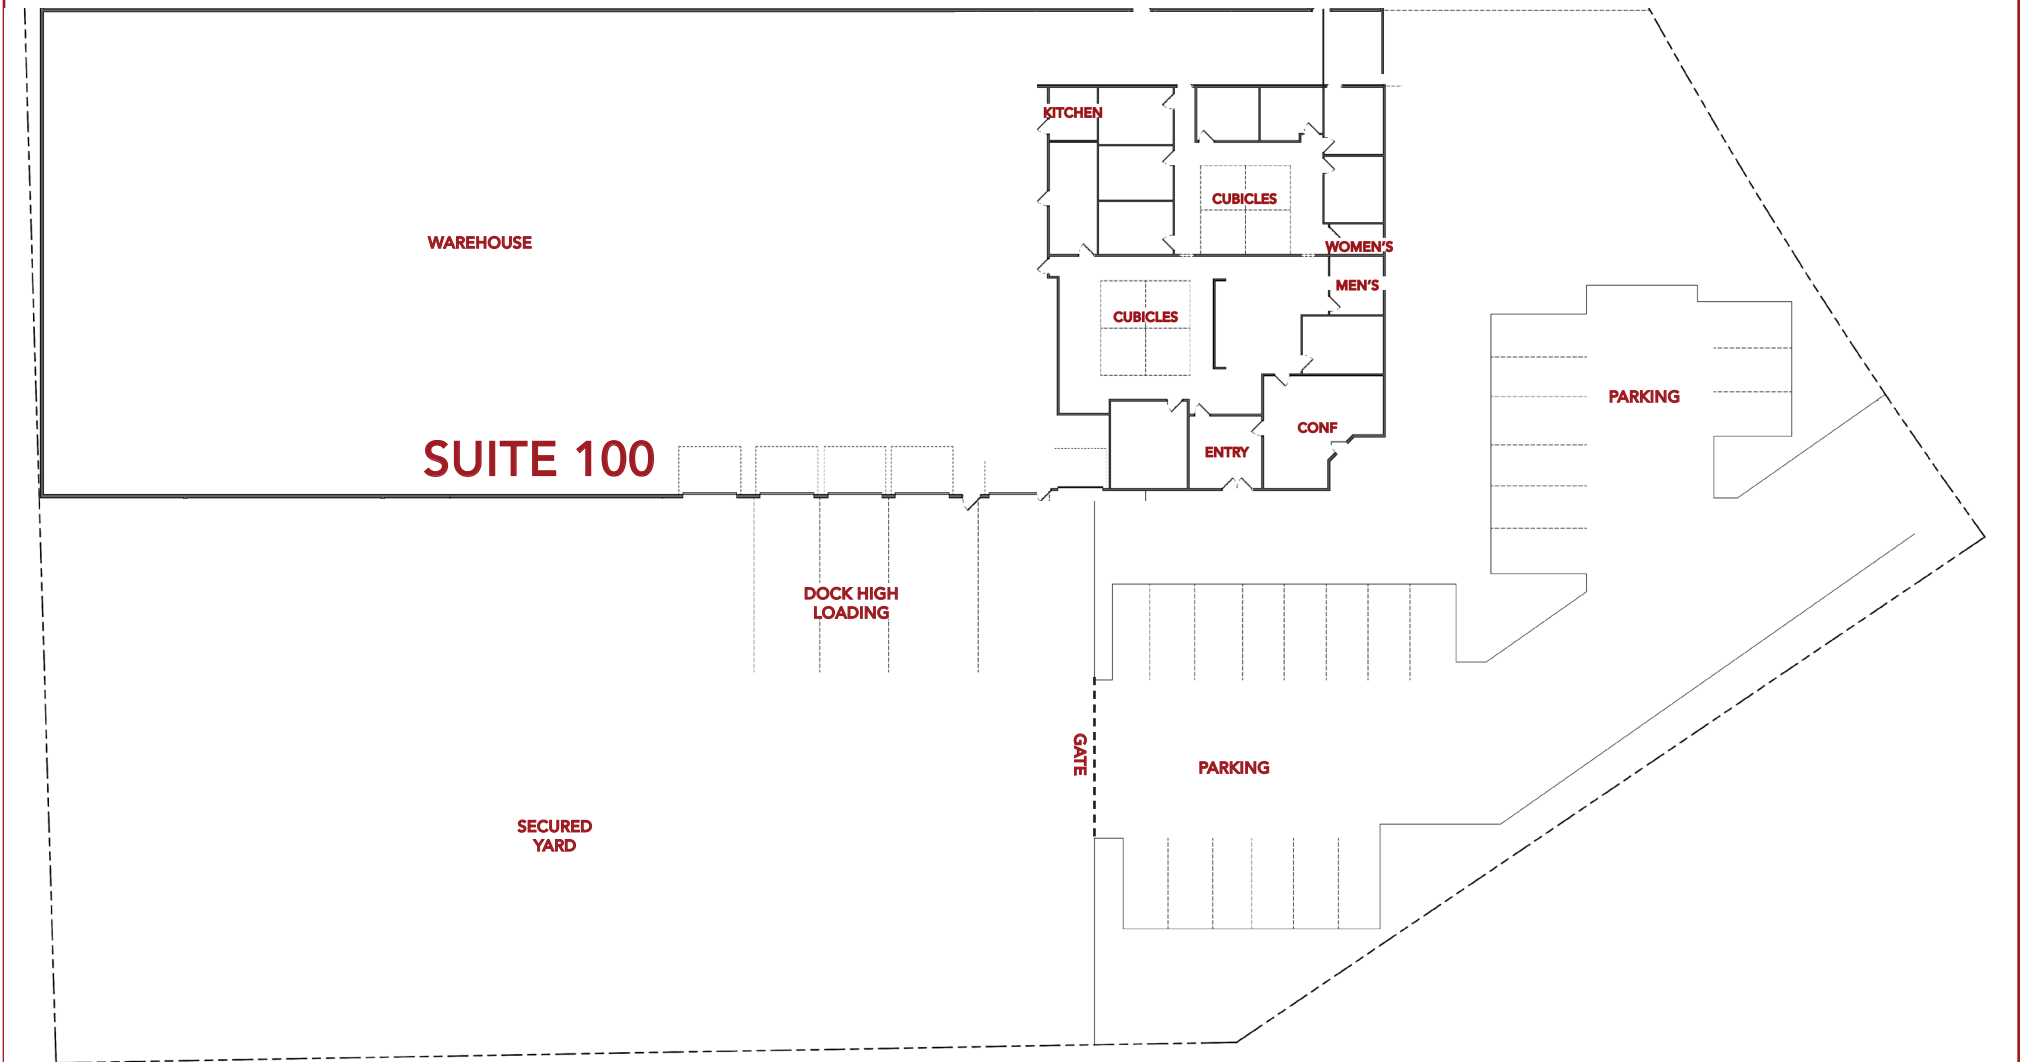 KITCHEN
CUBICLES
WAREHOUSE
WOMEN'S
MEN'S
CUBICLES
PARKING
CONF
ENTRY
SUITE 100
DOCK HIGH
LOADING
GATE
PARKING
SECURED
YARD